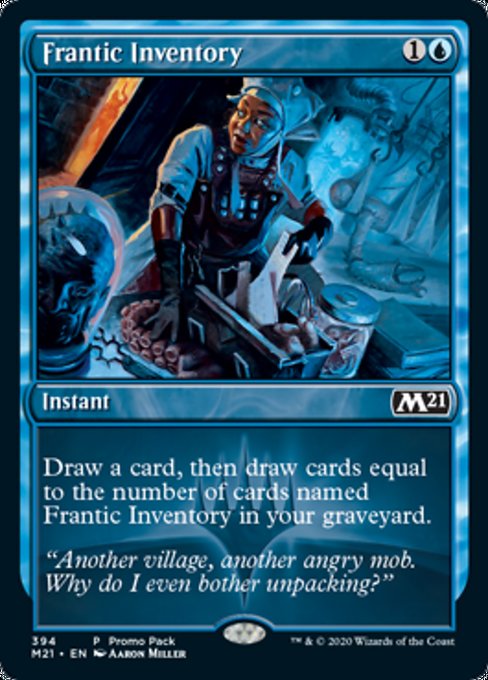 Frantic Inventory 1
Instant M21
Draw a card, then draw cards equal
to the number of cards named
Frantic Inventory in your graveyard.
“Another village, another angry mob.
Why do I even bother unpacking?”
394 P Promo Pack ™ & © 2020 Wizards of the Coast
M21 • EN Aaron Miller